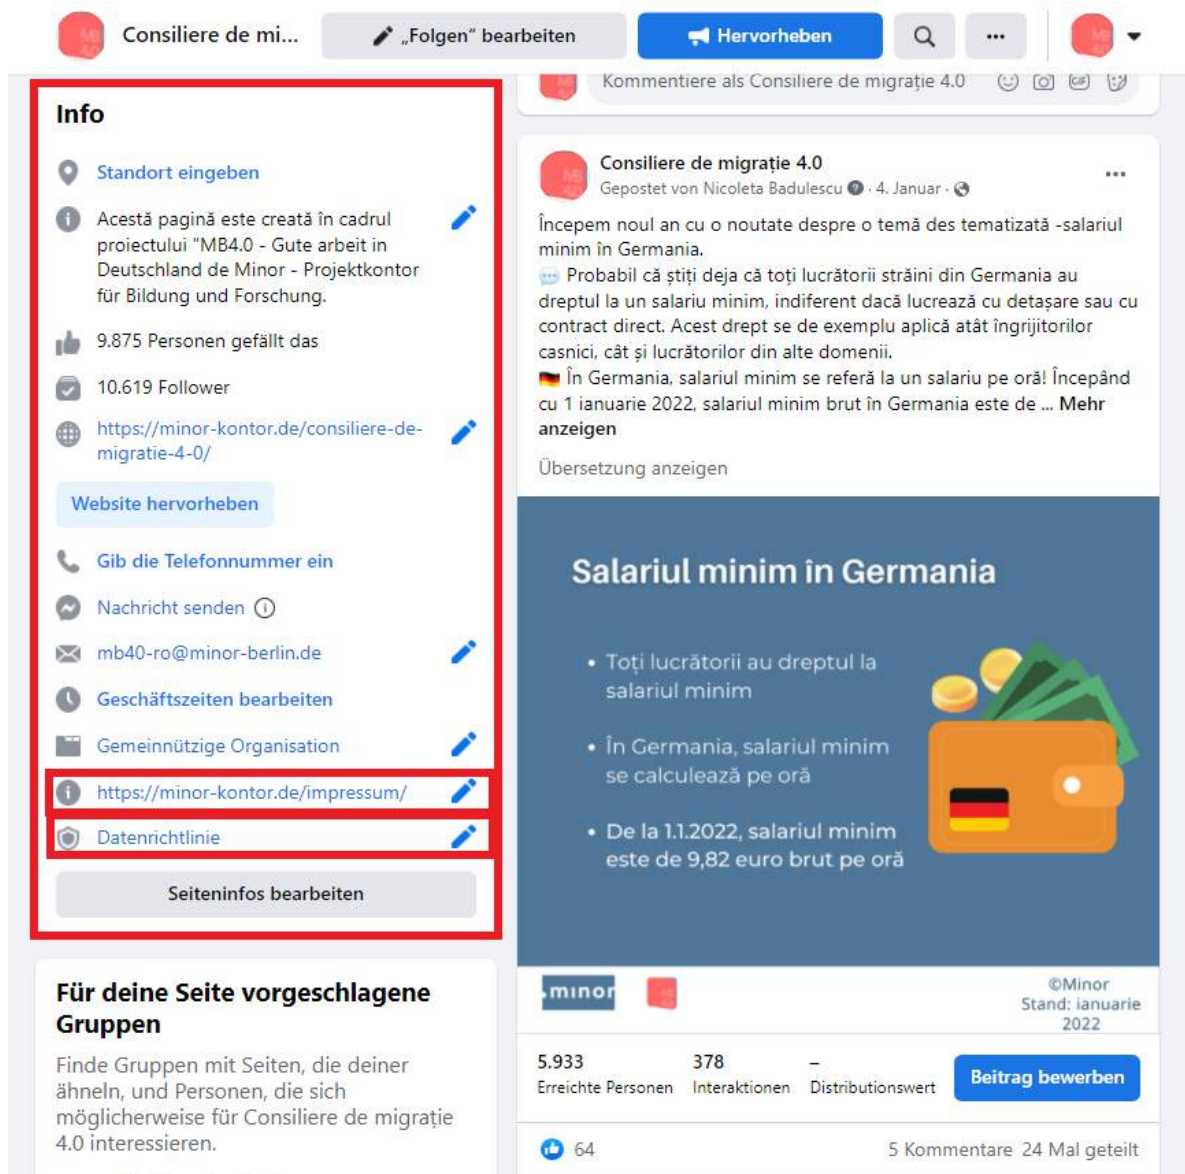 Consiliere de mi...
„Folgen" bearbeiten
Hervorheben
Info
Standort eingeben
Acestă pagină este creată în cadrul
proiectului "MB4.0 - Gute arbeit in
Deutschland de Minor - Projektkontor
für Bildung und Forschung.
9.875 Personen gefällt das
10.619 Follower
https://minor-kontor.de/consiliere-de-
migratie-4-0/
Website hervorheben
Gib die Telefonnummer ein
Nachricht senden
mb40-ro@minor-berlin.de
Geschäftszeiten bearbeiten
Gemeinnützige Organisation
https://minor-kontor.de/impressum/
Datenrichtlinie
Seiteninfos bearbeiten
Für deine Seite vorgeschlagene
Gruppen
Finde Gruppen mit Seiten, die deiner
ähneln, und Personen, die sich
möglicherweise für Consiliere de migrație
4.0 interessieren.
Kommentiere als Consiliere de migrație 4.0
GIF
Consiliere de migrație 4.0
Gepostet von Nicoleta Badulescu · 4. Januar ·
Începem noul an cu o noutate despre o temă des tematizată -salariul
minim în Germania.
Probabil că știți deja că toți lucrătorii străini din Germania au
dreptul la un salariu minim, indiferent dacă lucrează cu detașare sau cu
contract direct. Acest drept se de exemplu aplică atât îngrijitorilor
casnici, cât și lucrătorilor din alte domenii.
În Germania, salariul minim se referă la un salariu pe oră! Începând
cu 1 ianuarie 2022, salariul minim brut în Germania este de ... Mehr
anzeigen
Übersetzung anzeigen
Salariul minim în Germania
• Toți lucrătorii au dreptul la
salariul minim
• În Germania, salariul minim
se calculează pe oră
• De la 1.1.2022, salariul minim
este de 9,82 euro brut pe oră
minor
©Minor
Stand: ianuarie
2022
5.933 378 –
Erreichte Personen Interaktionen Distributionswert
Beitrag bewerben
64 5 Kommentare 24 Mal geteilt